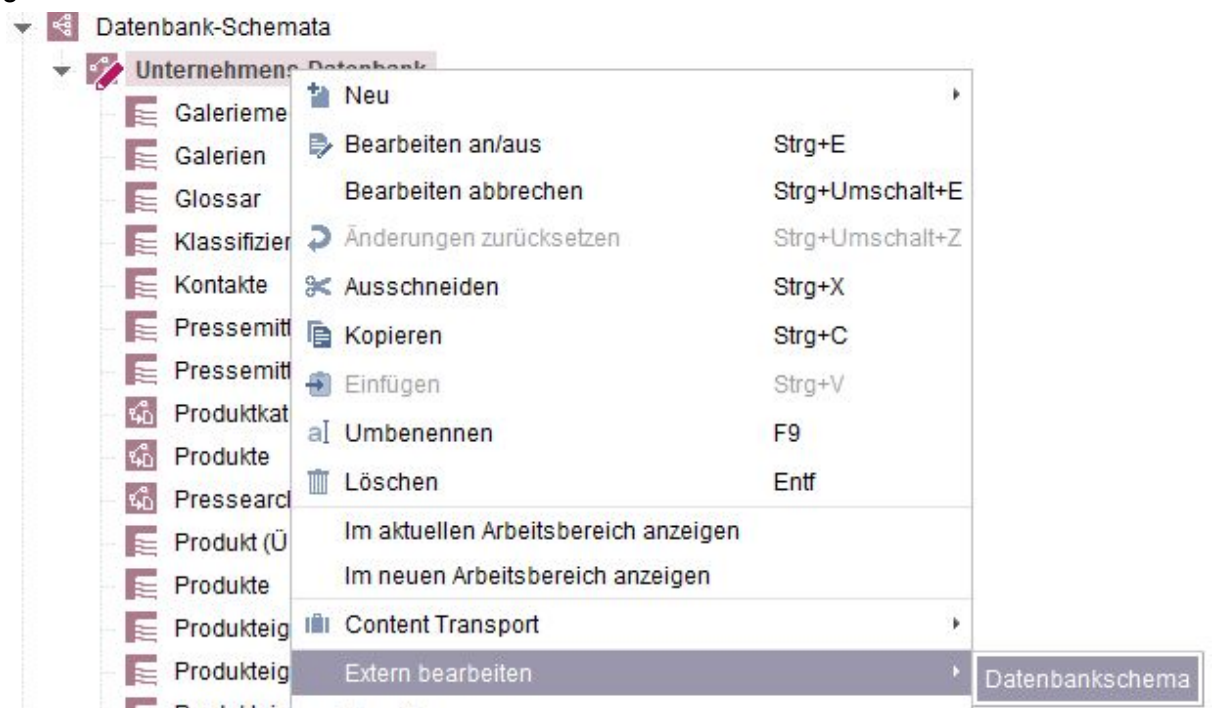 Datenbank-Schemata
Unternehmens-Datenbank
Galerieme
Galerien
Glossar
Klassifizier
Kontakte
Pressemitt
Pressemitt
Produktkat
Produkte
Pressearcl
Produkt (Ü
Produkte
Produkteig
Produkteig
Neu
Bearbeiten an/aus Strg+E
Bearbeiten abbrechen Strg+Umschalt+E
Änderungen zurücksetzen Strg+Umschalt+Z
Ausschneiden Strg+X
Kopieren Strg+C
Einfügen Strg+V
Umbenennen F9
Löschen Entf
Im aktuellen Arbeitsbereich anzeigen
Im neuen Arbeitsbereich anzeigen
Content Transport
Extern bearbeiten
Datenbankschema